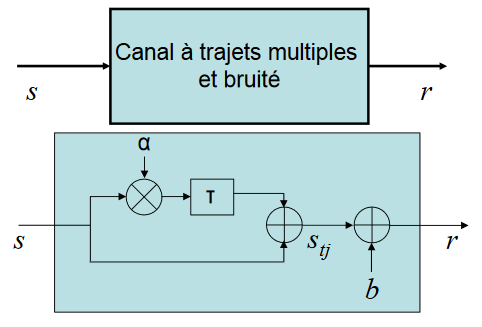 Canal à trajets multiples
et bruité
s
r
α
T
s
s_tj
r
b